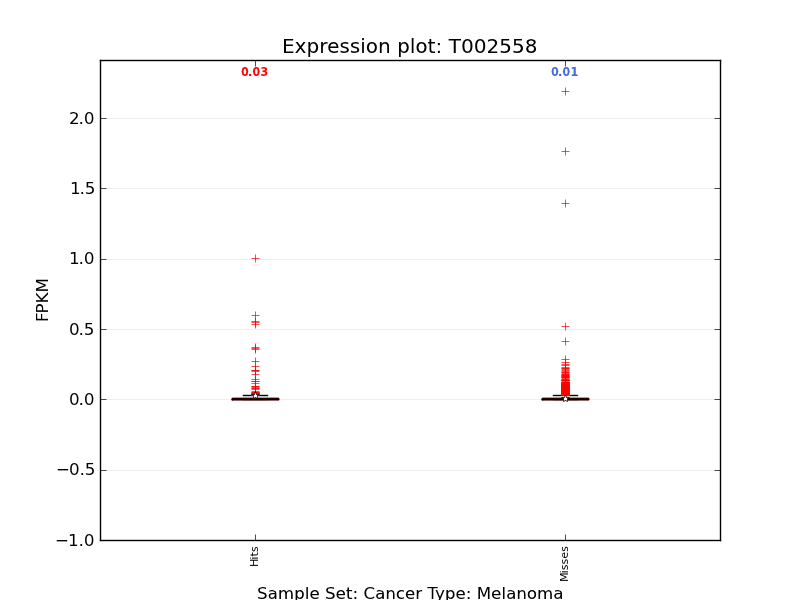 Expression plot: T002558
0.03
0.01
2.0
1.5
1.0
0.5
0.0
−0.5
−1.0
FPKM
Hits
Misses
Sample Set: Cancer Type: Melanoma